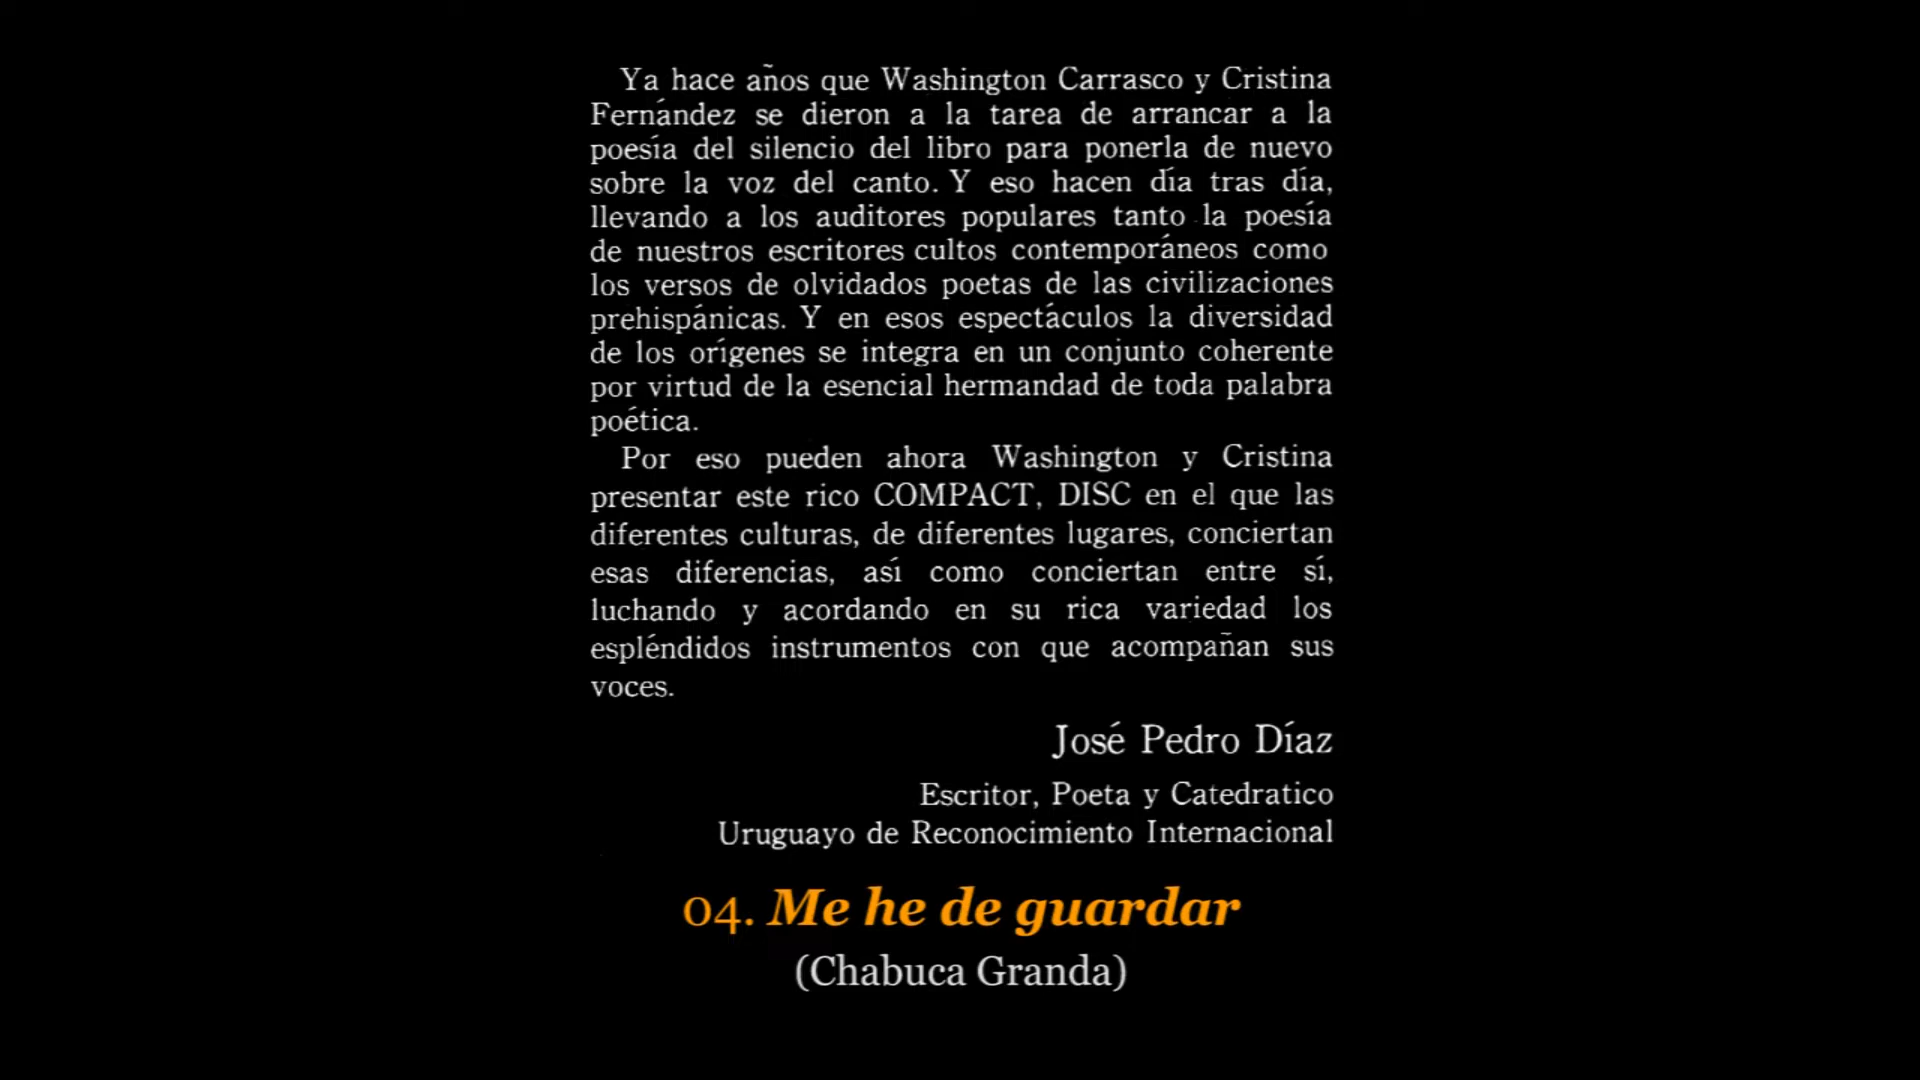 Ya hace años que Washington Carrasco y Cristina
Fernández se dieron a la tarea de arrancar a la
poesía del silencio del libro para ponerla de nuevo
sobre la voz del canto. Y eso hacen día tras día,
llevando a los auditores populares tanto la poesía
de nuestros escritores cultos contemporáneos como
los versos de olvidados poetas de las civilizaciones
prehispánicas. Y en esos espectáculos la diversidad
de los orígenes se integra en un conjunto coherente
por virtud de la esencial hermandad de toda palabra
poética.
Por eso pueden ahora Washington y Cristina
presentar este rico COMPACT, DISC en el que las
diferentes culturas, de diferentes lugares, conciertan
esas diferencias, así como conciertan entre sí,
luchando y acordando en su rica variedad los
espléndidos instrumentos con que acompañan sus
voces.
José Pedro Díaz
Escritor, Poeta y Catedratico
Uruguayo de Reconocimiento Internacional
04. Me he de guardar
(Chabuca Granda)